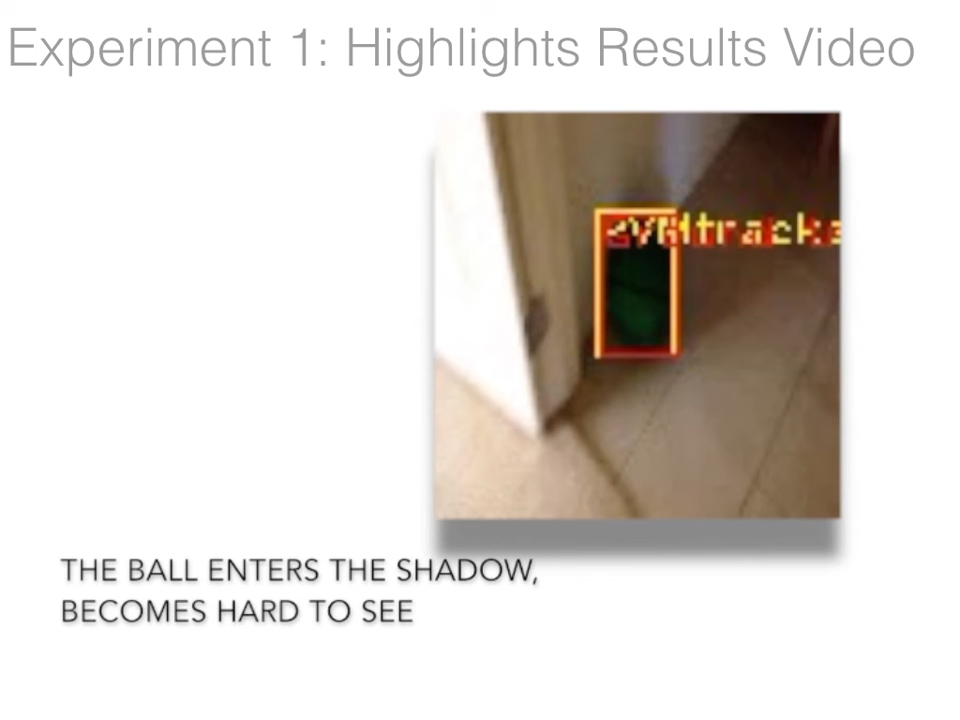 Experiment 1: Highlights Results Video
THE BALL ENTERS THE SHADOW,
BECOMES HARD TO SEE